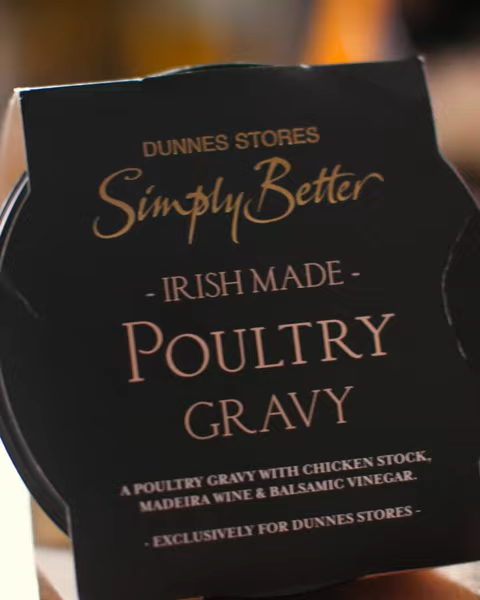 DUNNES STORES
Simply Better
- IRISH MADE -
POULTRY
GRAVY
A POULTRY GRAVY WITH CHICKEN STOCK,
MADEIRA WINE & BALSAMIC VINEGAR.
- EXCLUSIVELY FOR DUNNES STORES -